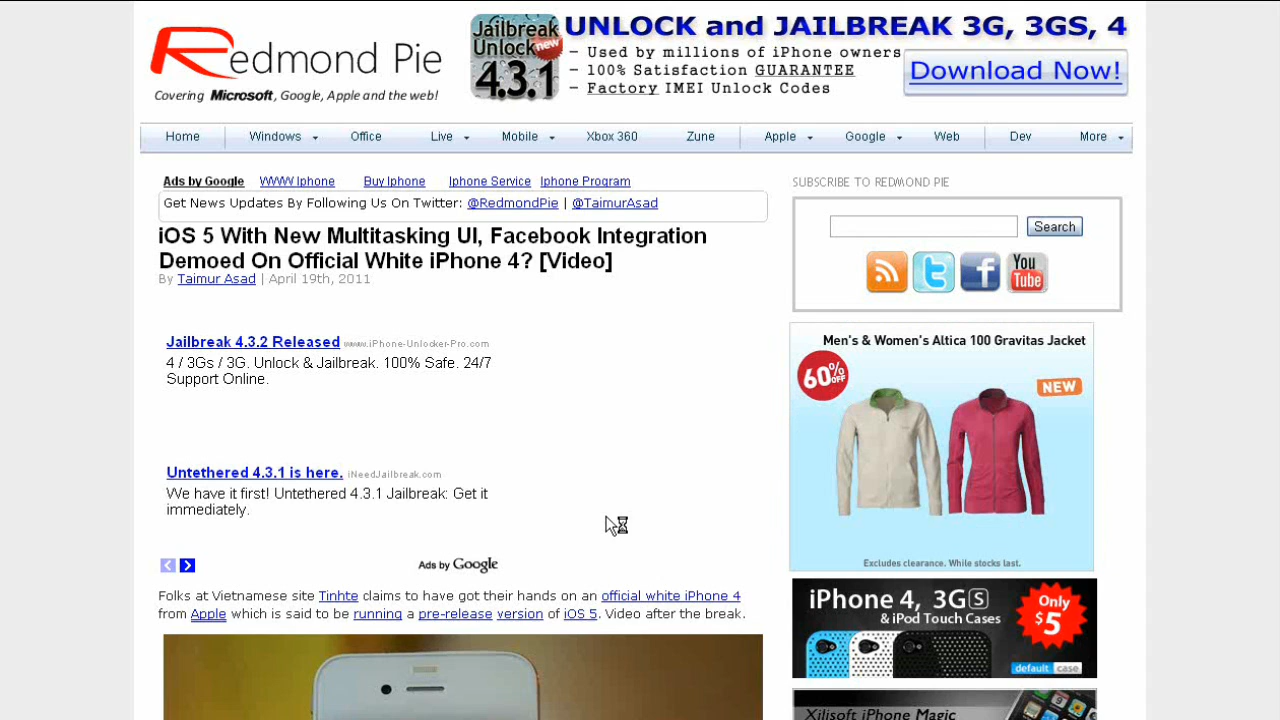 Redmond Pie
Covering Microsoft, Google, Apple and the web!
Jailbreak
Unlock
new
4.3.1
UNLOCK and JAILBREAK 3G, 3GS, 4
- Used by millions of iPhone owners
- 100% Satisfaction GUARANTEE
- Factory IMEI Unlock Codes
Download Now!
Home Windows Office Live Mobile Xbox 360 Zune Apple Google Web Dev More
Ads by Google WWW Iphone Buy Iphone Iphone Service Iphone Program
Get News Updates By Following Us On Twitter: @RedmondPie | @TaimurAsad
iOS 5 With New Multitasking UI, Facebook Integration
Demoed On Official White iPhone 4? [Video]
By Taimur Asad | April 19th, 2011
Jailbreak 4.3.2 Released www.iPhone-Unlocker-Pro.com
4 / 3Gs / 3G. Unlock & Jailbreak. 100% Safe. 24/7
Support Online.
Untethered 4.3.1 is here. iNeedJailbreak.com
We have it first! Untethered 4.3.1 Jailbreak: Get it
immediately.
Ads by Google
Folks at Vietnamese site Tinhte claims to have got their hands on an official white iPhone 4
from Apple which is said to be running a pre-release version of iOS 5. Video after the break.
SUBSCRIBE TO REDMOND PIE
Search
You
Tube
Men's & Women's Altica 100 Gravitas Jacket
60%
OFF
NEW
Excludes clearance. While stocks last.
iPhone 4, 3GS
& iPod Touch Cases
Only
$5
default case
Xilisoft iPhone Magic